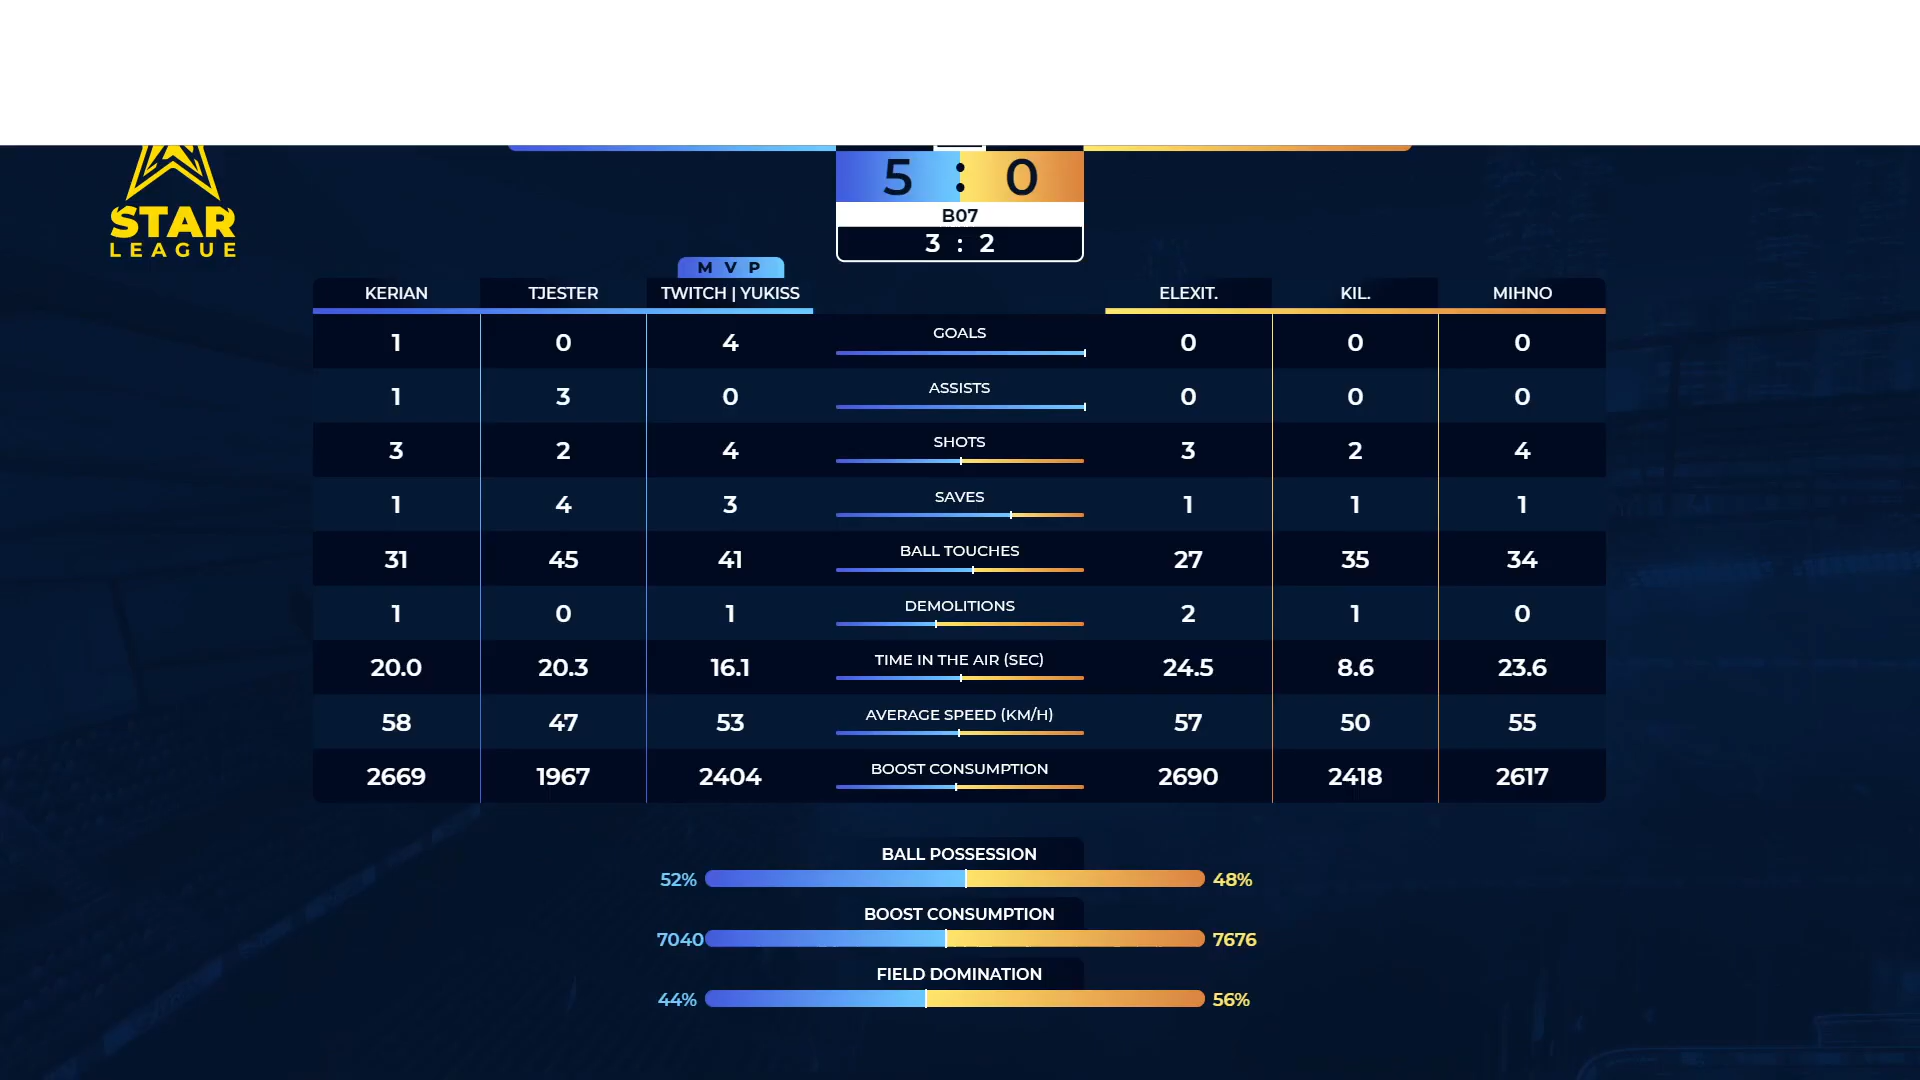 STAR
LEAGUE
5 : 0
B07
3 : 2
MVP
KERIAN TJESTER TWITCH | YUKISS ELEXIT. KIL. MIHNO
1 0 4 GOALS 0 0 0
1 3 0 ASSISTS 0 0 0
3 2 4 SHOTS 3 2 4
1 4 3 SAVES 1 1 1
31 45 41 BALL TOUCHES 27 35 34
1 0 1 DEMOLITIONS 2 1 0
20.0 20.3 16.1 TIME IN THE AIR (SEC) 24.5 8.6 23.6
58 47 53 AVERAGE SPEED (KM/H) 57 50 55
2669 1967 2404 BOOST CONSUMPTION 2690 2418 2617
BALL POSSESSION
52% 48%
BOOST CONSUMPTION
7040 7676
FIELD DOMINATION
44% 56%